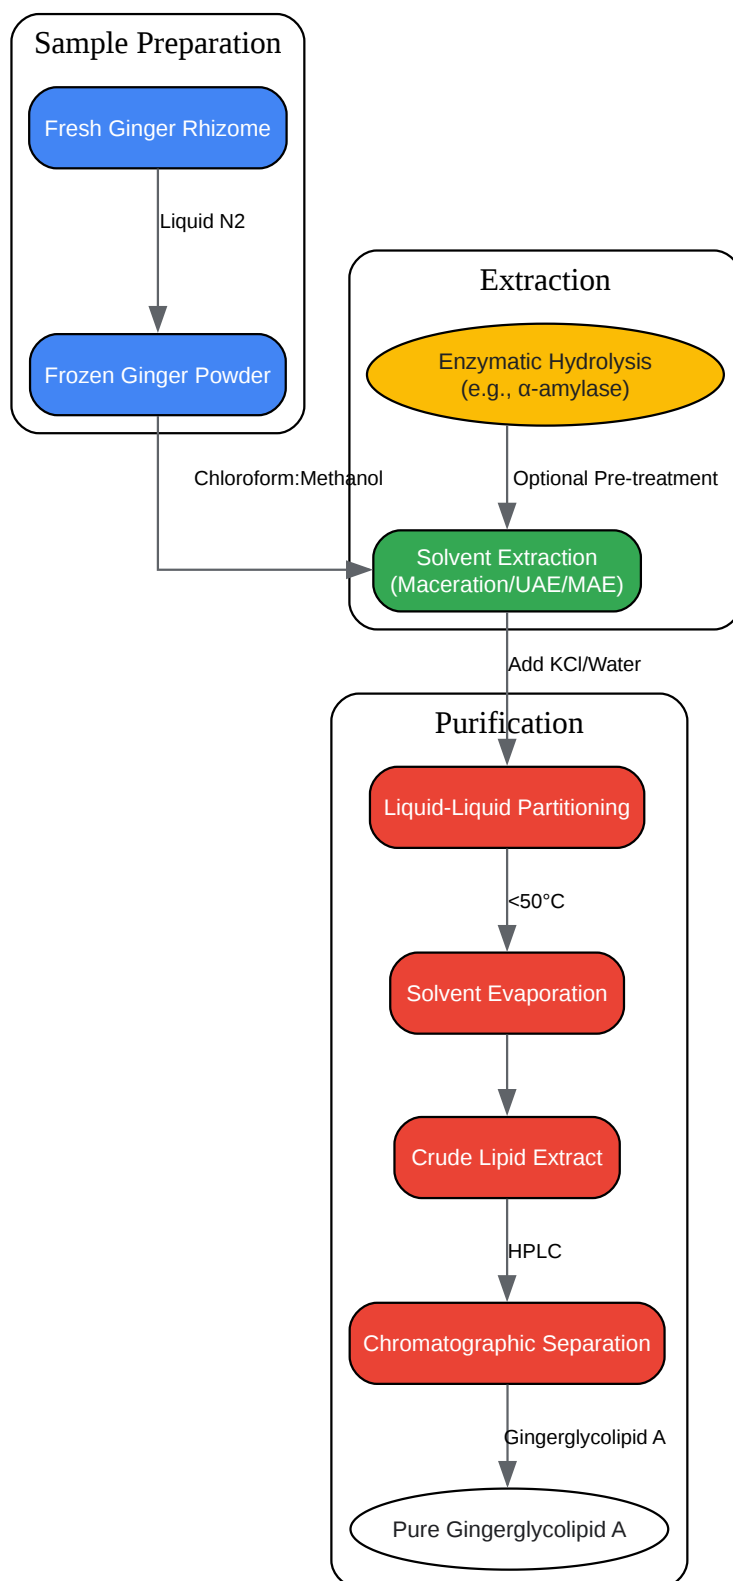 Sample Preparation
Fresh Ginger Rhizome
Liquid N2
Frozen Ginger Powder
Chloroform:Methanol
Extraction
Enzymatic Hydrolysis
(e.g., α-amylase)
Optional Pre-treatment
Solvent Extraction
(Maceration/UAE/MAE)
Add KCl/Water
Purification
Liquid-Liquid Partitioning
<50°C
Solvent Evaporation
Crude Lipid Extract
HPLC
Chromatographic Separation
Gingerglycolipid A
Pure Gingerglycolipid A